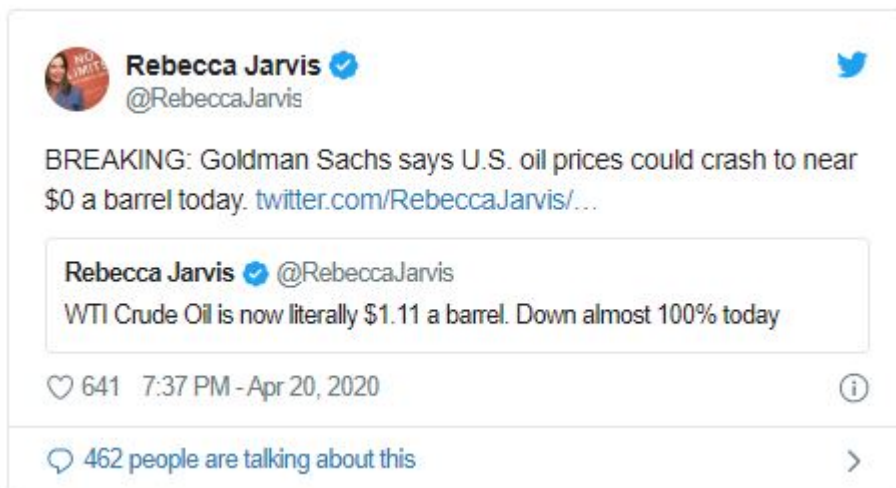 Rebecca Jarvis
@RebeccaJarvis
BREAKING: Goldman Sachs says U.S. oil prices could crash to near
$0 a barrel today. twitter.com/RebeccaJarvis/…
Rebecca Jarvis @RebeccaJarvis
WTI Crude Oil is now literally $1.11 a barrel. Down almost 100% today
641 7:37 PM - Apr 20, 2020
462 people are talking about this